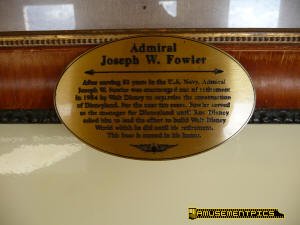 Admiral
Joseph W. Fowler
After serving 35 years in the U.S. Navy, Admiral
Joseph W. Fowler was encouraged out of retirement
in 1954 by Walt Disney to supervise the construction
of Disneyland. For the next ten years, Fowler served
as the manager for Disneyland until Walt Disney
asked him to lead the effort to build Walt Disney
World which he did until his retirement.
This boat is named in his honor.
AMUSEMENTPICS.COM